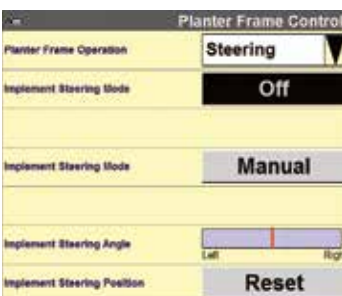 Planter Frame Control
Planter Frame Operation
Steering
Implement Steering Mode
Off
Implement Steering Mode
Manual
Implement Steering Angle
Left
Right
Implement Steering Position
Reset